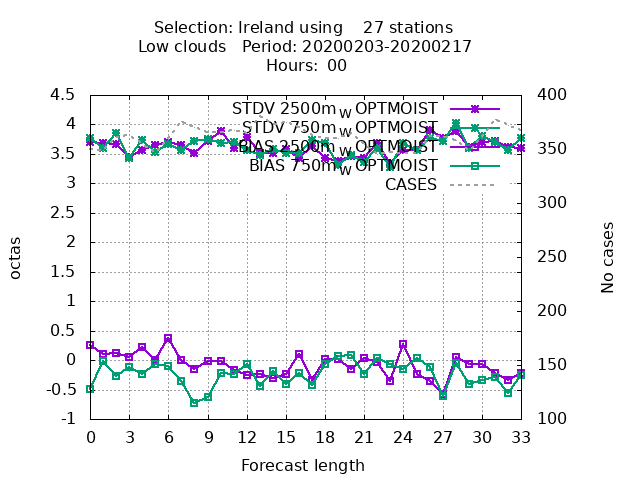 Selection: Ireland using 27 stations
Low clouds Period: 20200203-20200217
Hours: 00
STDV 2500m_W OPTMOIST
STDV 750m_W OPTMOIST
BIAS 2500m_W OPTMOIST
BIAS 750m_W OPTMOIST
CASES
4.5
4
3.5
3
2.5
2
1.5
1
0.5
0
-0.5
-1
octas
400
350
300
250
200
150
100
No cases
0 3 6 9 12 15 18 21 24 27 30 33
Forecast length